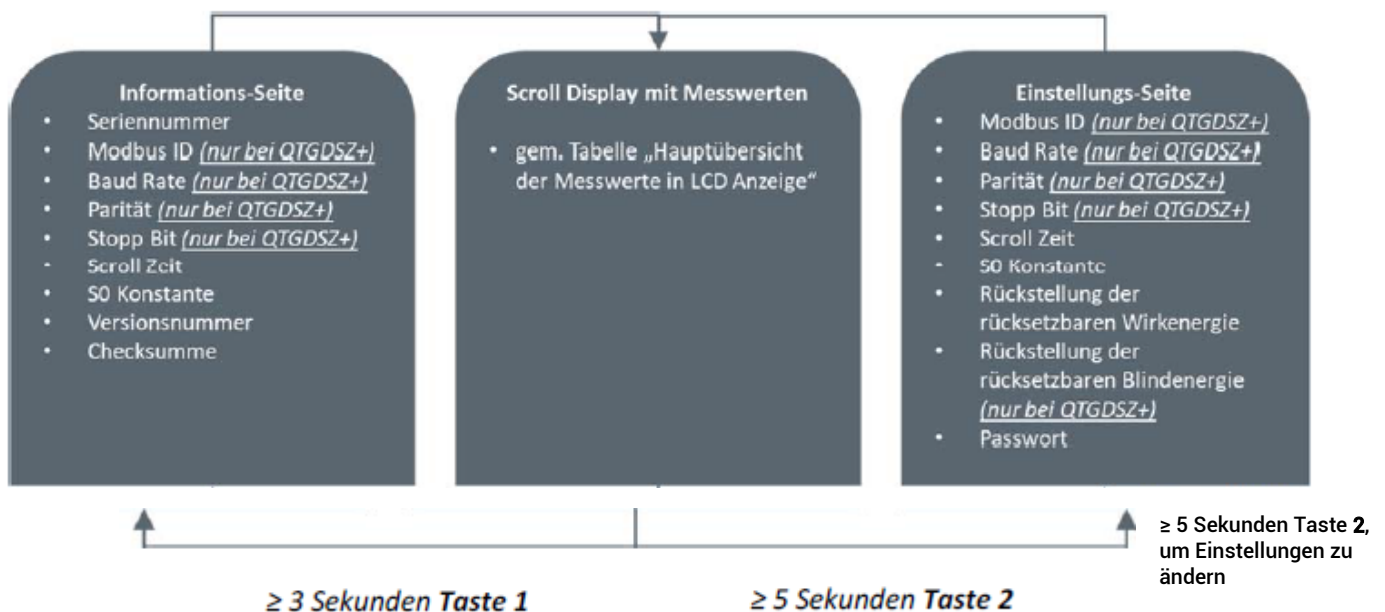 Informations-Seite
• Seriennummer
• Modbus ID (nur bei QTGDSZ+)
• Baud Rate (nur bei QTGDSZ+)
• Parität (nur bei QTGDSZ+)
• Stopp Bit (nur bei QTGDSZ+)
• Scroll Zeit
• S0 Konstante
• Versionsnummer
• Checksumme
Scroll Display mit Messwerten
• gem. Tabelle „Hauptübersicht
der Messwerte in LCD Anzeige“
Einstellungs-Seite
• Modbus ID (nur bei QTGDSZ+)
• Baud Rate (nur bei QTGDSZ+)
• Parität (nur bei QTGDSZ+)
• Stopp Bit (nur bei QTGDSZ+)
• Scroll Zeit
• S0 Konstante
• Rückstellung der
rücksetzbaren Wirkenergie
• Rückstellung der
rücksetzbaren Blindenergie
(nur bei QTGDSZ+)
• Passwort
≥ 3 Sekunden Taste 1
≥ 5 Sekunden Taste 2
≥ 5 Sekunden Taste 2,
um Einstellungen zu
ändern